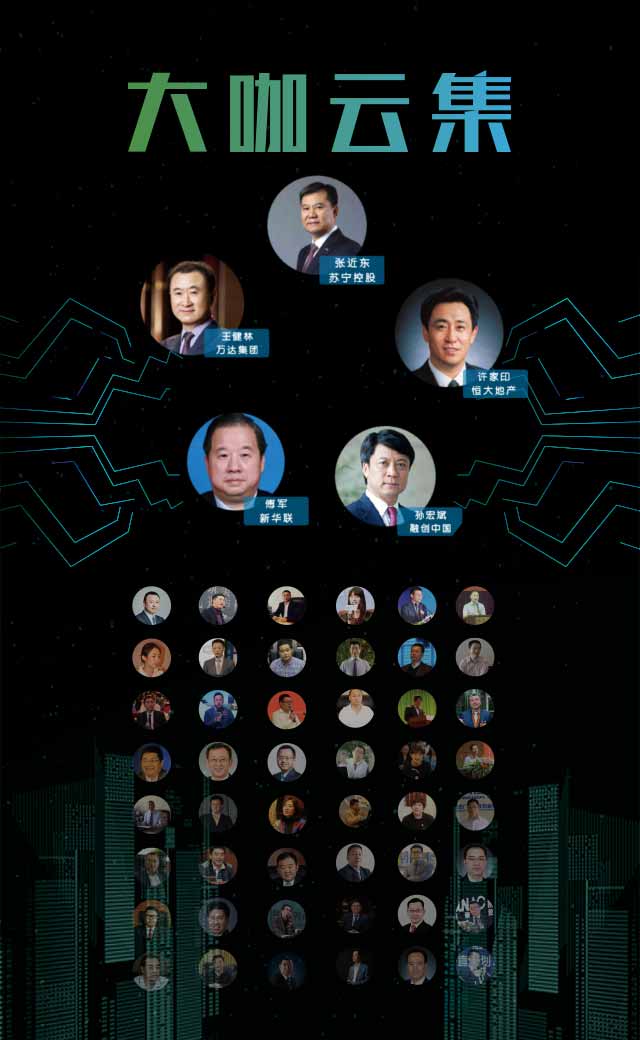 大咖云集
张近东
苏宁控股
王健林
万达集团
许家印
恒大地产
傅军
新华联
孙宏斌
融创中国